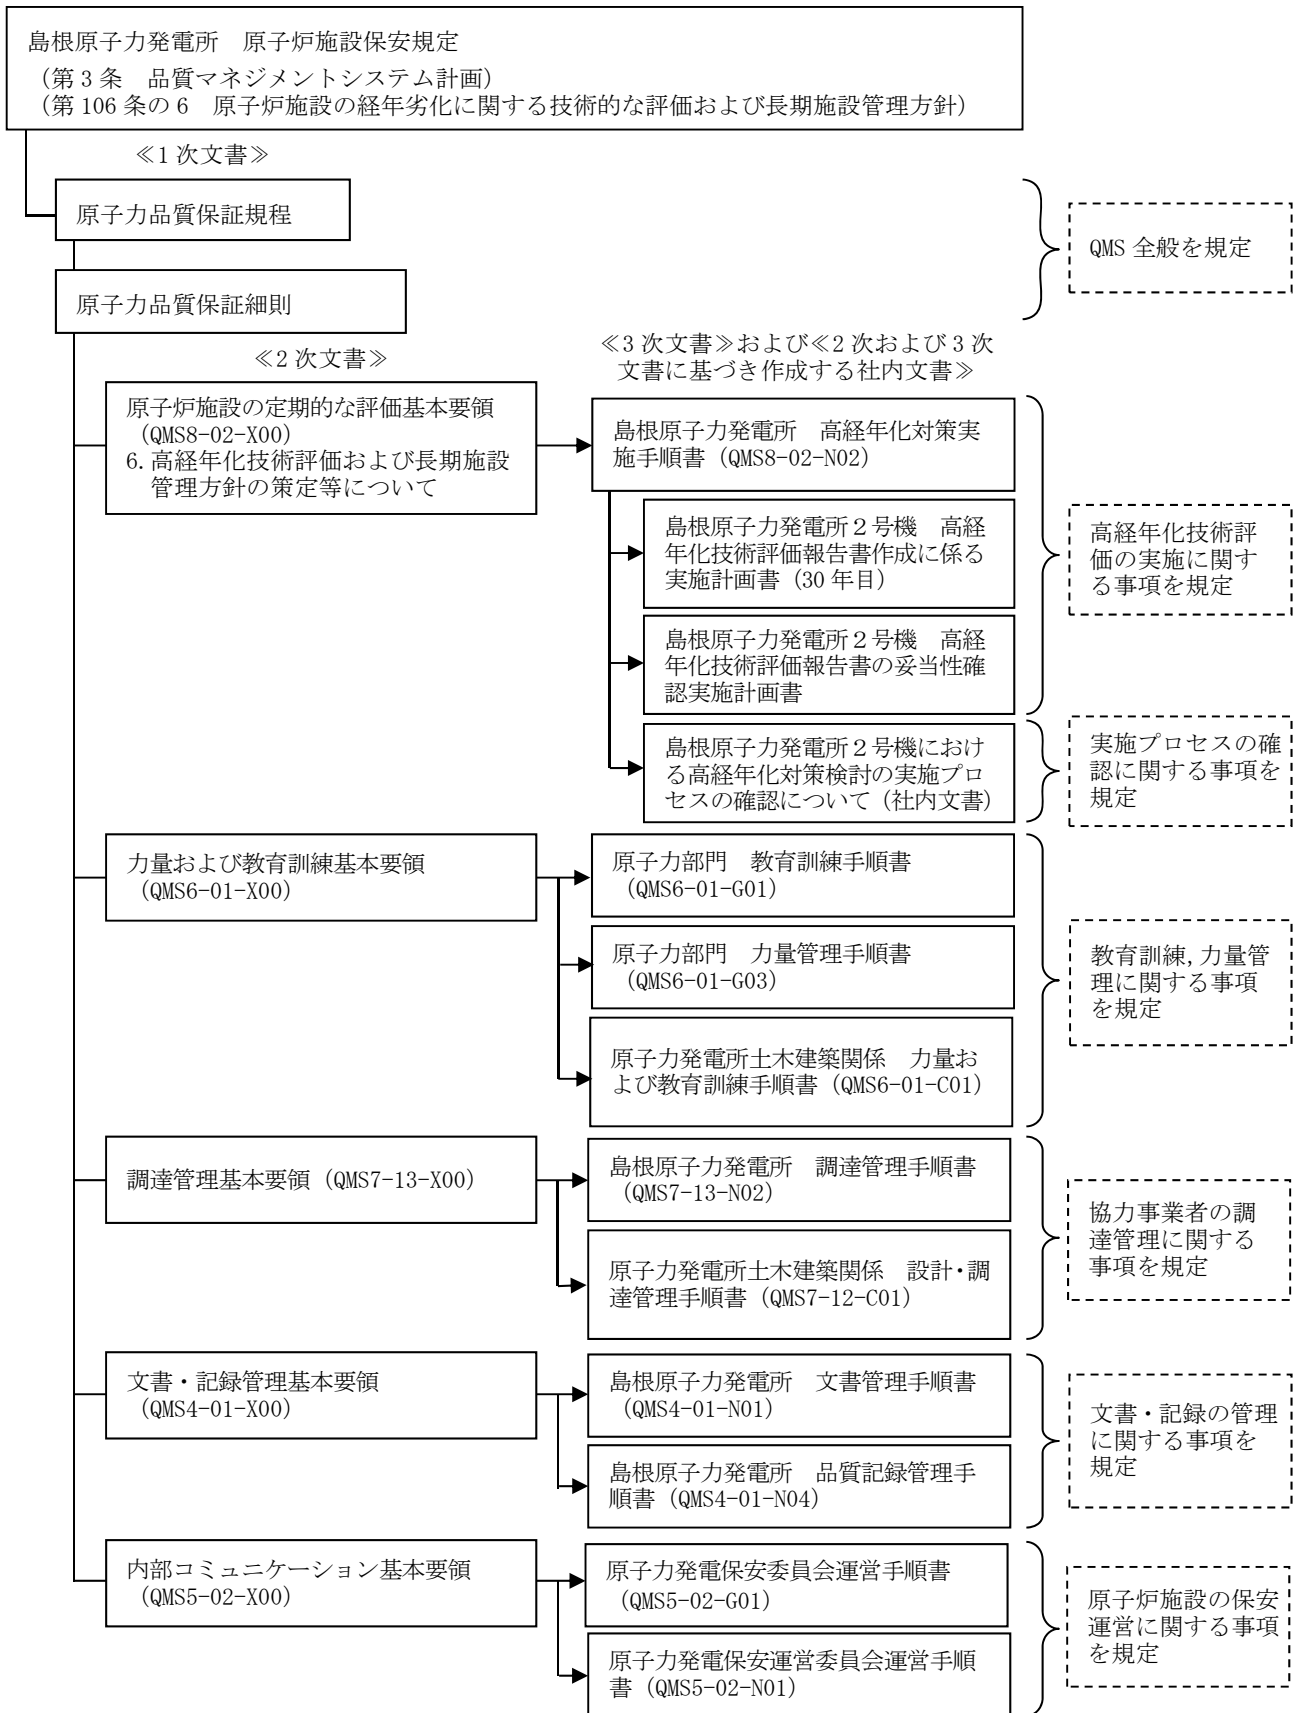 島根原子力発電所　原子炉施設保安規定
（第3条　品質マネジメントシステム計画）
（第106条の6　原子炉施設の経年劣化に関する技術的な評価および長期施設管理方針）
≪1次文書≫
原子力品質保証規程
QMS全般を規定
原子力品質保証細則
≪2次文書≫
≪3次文書≫および≪2次および3次
文書に基づき作成する社内文書≫
原子炉施設の定期的な評価基本要領
（QMS8-02-X00）
6.高経年化技術評価および長期施設
管理方針の策定等について
島根原子力発電所　高経年化対策実
施手順書（QMS8-02-N02）
島根原子力発電所２号機　高経
年化技術評価報告書作成に係る
実施計画書（30年目）
島根原子力発電所２号機　高経
年化技術評価報告書の妥当性確
認実施計画書
高経年化技術評
価の実施に関す
る事項を規定
島根原子力発電所２号機におけ
る高経年化対策検討の実施プロ
セスの確認について（社内文書）
実施プロセスの確
認に関する事項を
規定
力量および教育訓練基本要領
（QMS6-01-X00）
原子力部門　教育訓練手順書
（QMS6-01-G01）
原子力部門　力量管理手順書
（QMS6-01-G03）
原子力発電所土木建築関係　力量お
よび教育訓練手順書（QMS6-01-C01）
教育訓練,力量管
理に関する事項
を規定
調達管理基本要領（QMS7-13-X00）
島根原子力発電所　調達管理手順書
（QMS7-13-N02）
原子力発電所土木建築関係　設計・調
達管理手順書（QMS7-12-C01）
協力事業者の調
達管理に関する
事項を規定
文書・記録管理基本要領
（QMS4-01-X00）
島根原子力発電所　文書管理手順書
（QMS4-01-N01）
島根原子力発電所　品質記録管理手
順書（QMS4-01-N04）
文書・記録の管理
に関する事項を
規定
内部コミュニケーション基本要領
（QMS5-02-X00）
原子力発電保安委員会運営手順書
（QMS5-02-G01）
原子力発電保安運営委員会運営手順
書（QMS5-02-N01）
原子炉施設の保安
運営に関する事項
を規定